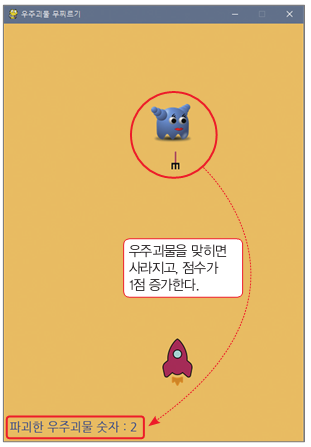 우주괴물 무찌르기
우주괴물을 맞히면
사라지고, 점수가
1점 증가한다.
파괴한 우주괴물 숫자 : 2